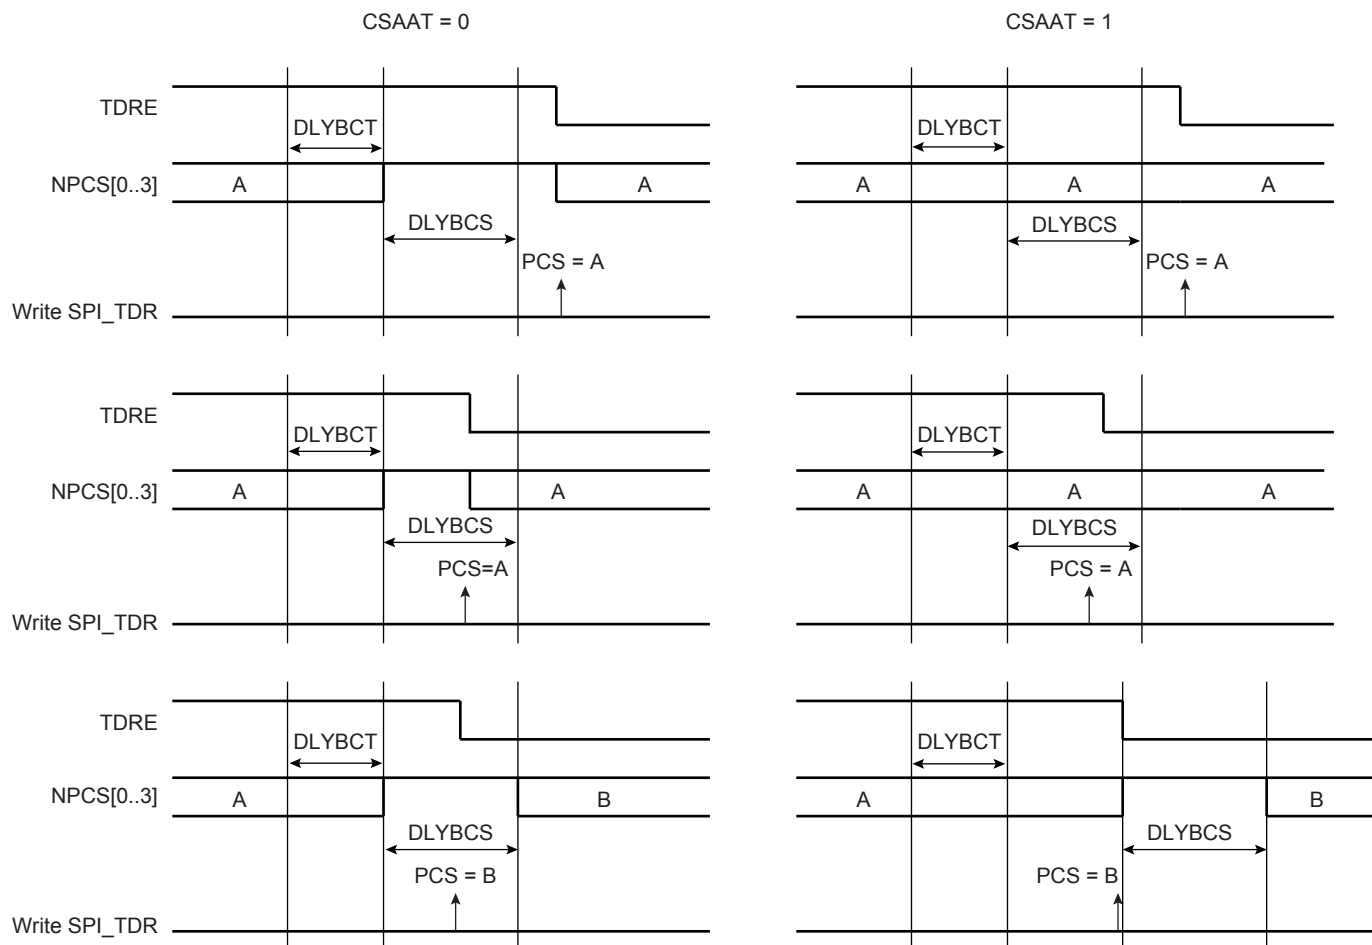 CSAAT = 0
CSAAT = 1
TDRE
DLYBCT
DLYBCT
NPCS[0..3]
A
A
A
A
A
DLYBCS
DLYBCS
PCS = A
PCS = A
Write SPI_TDR
TDRE
DLYBCT
DLYBCT
NPCS[0..3]
A
A
A
A
A
DLYBCS
DLYBCS
PCS=A
PCS = A
Write SPI_TDR
TDRE
DLYBCT
DLYBCT
NPCS[0..3]
A
B
A
B
DLYBCS
DLYBCS
PCS = B
PCS = B
Write SPI_TDR